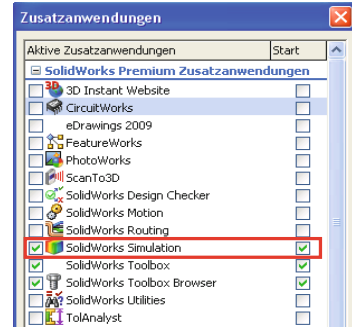 Zusatzanwendungen
Aktive Zusatzanwendungen Start
SolidWorks Premium Zusatzanwendungen
3D Instant Website
CircuitWorks
eDrawings 2009
FeatureWorks
PhotoWorks
ScanTo3D
SolidWorks Design Checker
SolidWorks Motion
SolidWorks Routing
SolidWorks Simulation
SolidWorks Toolbox
SolidWorks Toolbox Browser
SolidWorks Utilities
TolAnalyst